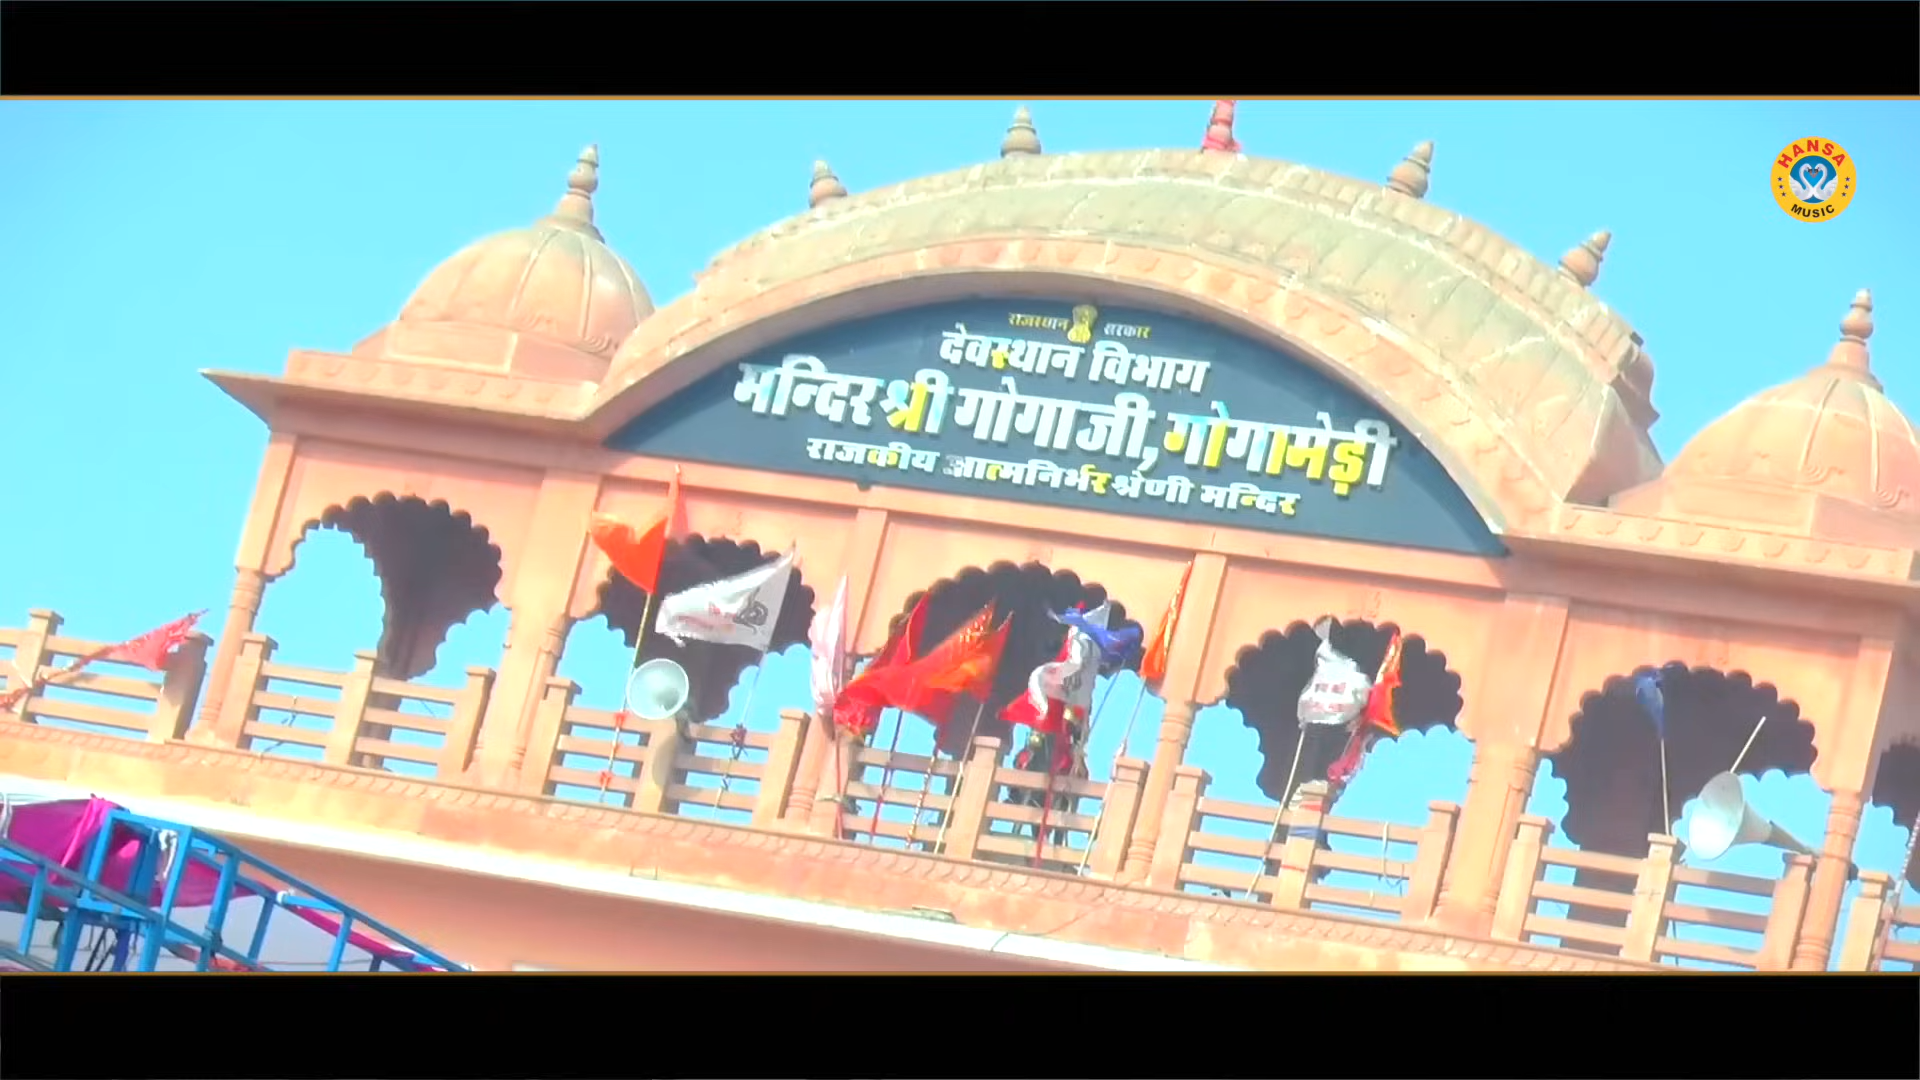 राजस्थान सरकार
देवस्थान विभाग
मन्दिर श्री गोगाजी, गोगामेड़ी
राजकीय आत्मनिर्भर श्रेणी मन्दिर
HANSA
MUSIC